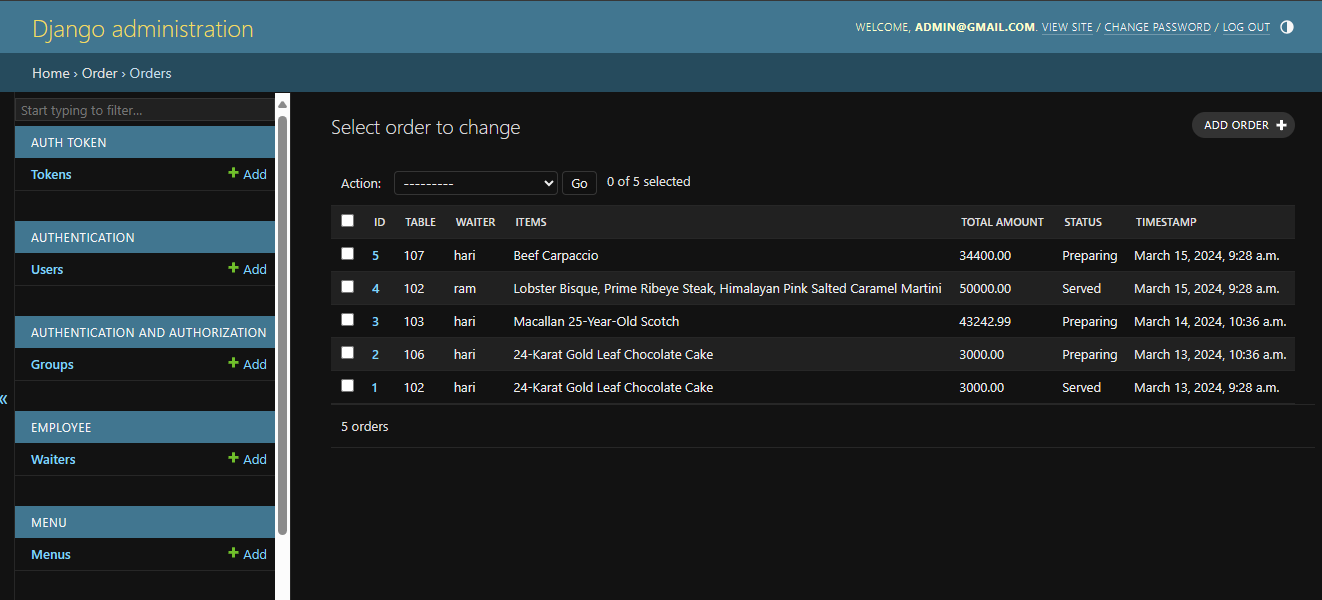 Django administration
WELCOME, ADMIN@GMAIL.COM. VIEW SITE / CHANGE PASSWORD / LOG OUT
Home › Order › Orders
Start typing to filter...
AUTH TOKEN
Tokens + Add
AUTHENTICATION
Users + Add
AUTHENTICATION AND AUTHORIZATION
Groups + Add
EMPLOYEE
Waiters + Add
MENU
Menus + Add
«
Select order to change
ADD ORDER +
Action: --------- Go 0 of 5 selected
ID TABLE WAITER ITEMS TOTAL AMOUNT STATUS TIMESTAMP
5 107 hari Beef Carpaccio 34400.00 Preparing March 15, 2024, 9:28 a.m.
4 102 ram Lobster Bisque, Prime Ribeye Steak, Himalayan Pink Salted Caramel Martini 50000.00 Served March 15, 2024, 9:28 a.m.
3 103 hari Macallan 25-Year-Old Scotch 43242.99 Preparing March 14, 2024, 10:36 a.m.
2 106 hari 24-Karat Gold Leaf Chocolate Cake 3000.00 Preparing March 13, 2024, 10:36 a.m.
1 102 hari 24-Karat Gold Leaf Chocolate Cake 3000.00 Served March 13, 2024, 9:28 a.m.
5 orders